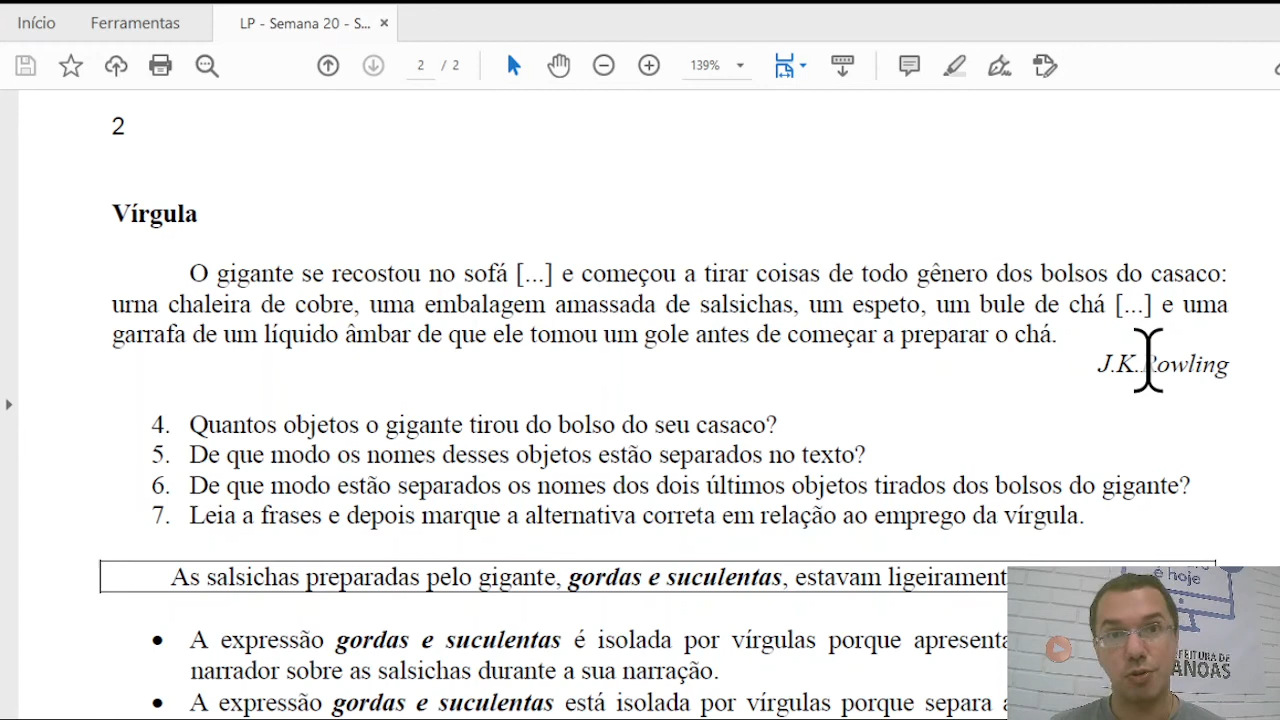 Início Ferramentas LP - Semana 20 - S... ×
2 / 2 139%
2
Vírgula
O gigante se recostou no sofá [...] e começou a tirar coisas de todo gênero dos bolsos do casaco:
urna chaleira de cobre, uma embalagem amassada de salsichas, um espeto, um bule de chá [...] e uma
garrafa de um líquido âmbar de que ele tomou um gole antes de começar a preparar o chá.
J.K.Rowling
4. Quantos objetos o gigante tirou do bolso do seu casaco?
5. De que modo os nomes desses objetos estão separados no texto?
6. De que modo estão separados os nomes dos dois últimos objetos tirados dos bolsos do gigante?
7. Leia a frases e depois marque a alternativa correta em relação ao emprego da vírgula.
As salsichas preparadas pelo gigante, gordas e suculentas, estavam ligeirament
• A expressão gordas e suculentas é isolada por vírgulas porque apresenta
narrador sobre as salsichas durante a sua narração.
• A expressão gordas e suculentas está isolada por vírgulas porque separa
é hoje
PREFEITURA DE
CANOAS